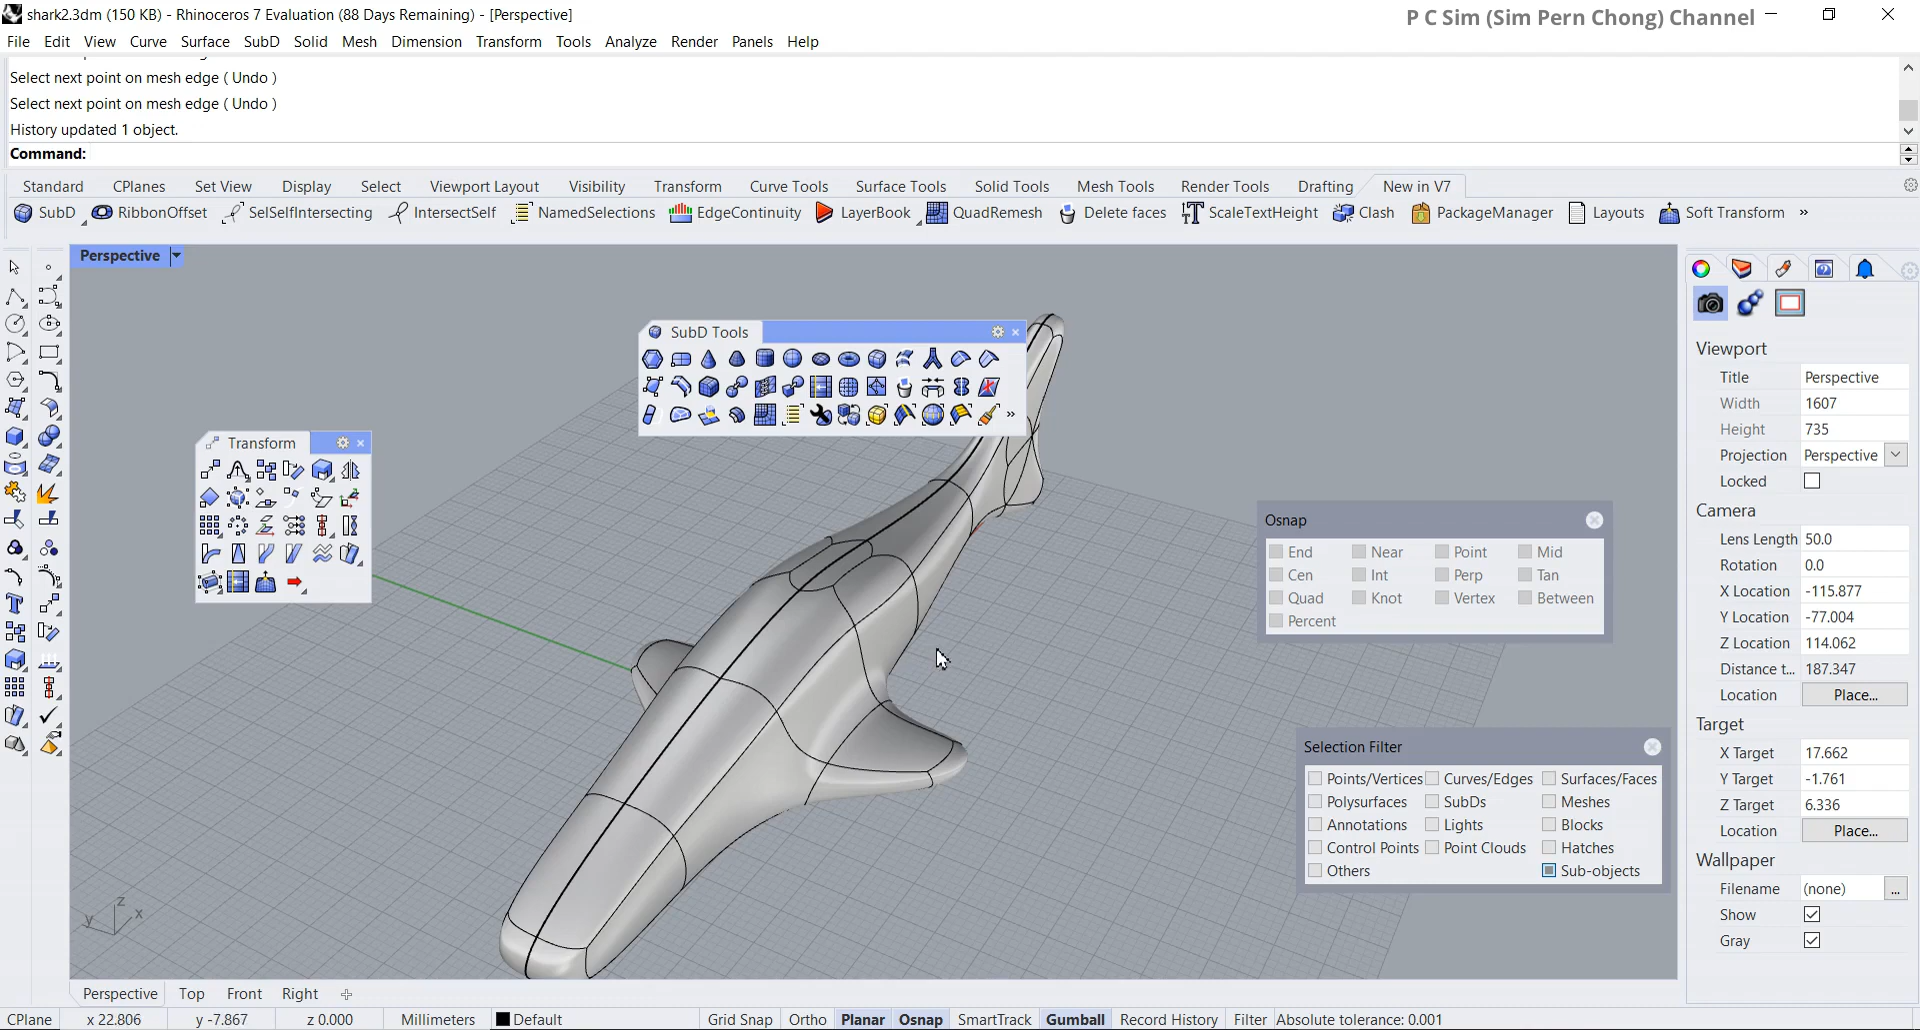 shark2.3dm (150 KB) - Rhinoceros 7 Evaluation (88 Days Remaining) - [Perspective]
P C Sim (Sim Pern Chong) Channel
File Edit View Curve Surface SubD Solid Mesh Dimension Transform Tools Analyze Render Panels Help
Select next point on mesh edge ( Undo )
Select next point on mesh edge ( Undo )
History updated 1 object.
Command:
Standard CPlanes Set View Display Select Viewport Layout Visibility Transform Curve Tools Surface Tools Solid Tools Mesh Tools Render Tools Drafting New in V7
SubD RibbonOffset SelSelfIntersecting IntersectSelf NamedSelections EdgeContinuity LayerBook QuadRemesh Delete faces ScaleTextHeight Clash PackageManager Layouts Soft Transform »
Perspective
SubD Tools
»
Transform
Osnap
End Near Point Mid
Cen Int Perp Tan
Quad Knot Vertex Between
Percent
Selection Filter
Points/Vertices Curves/Edges Surfaces/Faces
Polysurfaces SubDs Meshes
Annotations Lights Blocks
Control Points Point Clouds Hatches
Others Sub-objects
z
y x
Viewport
Title Perspective
Width 1607
Height 735
Projection Perspective
Locked
Camera
Lens Length 50.0
Rotation 0.0
X Location -115.877
Y Location -77.004
Z Location 114.062
Distance t... 187.347
Location Place...
Target
X Target 17.662
Y Target -1.761
Z Target 6.336
Location Place...
Wallpaper
Filename (none) ...
Show
Gray
Perspective Top Front Right
CPlane x 22.806 y -7.867 z 0.000 Millimeters Default Grid Snap Ortho Planar Osnap SmartTrack Gumball Record History Filter Absolute tolerance: 0.001